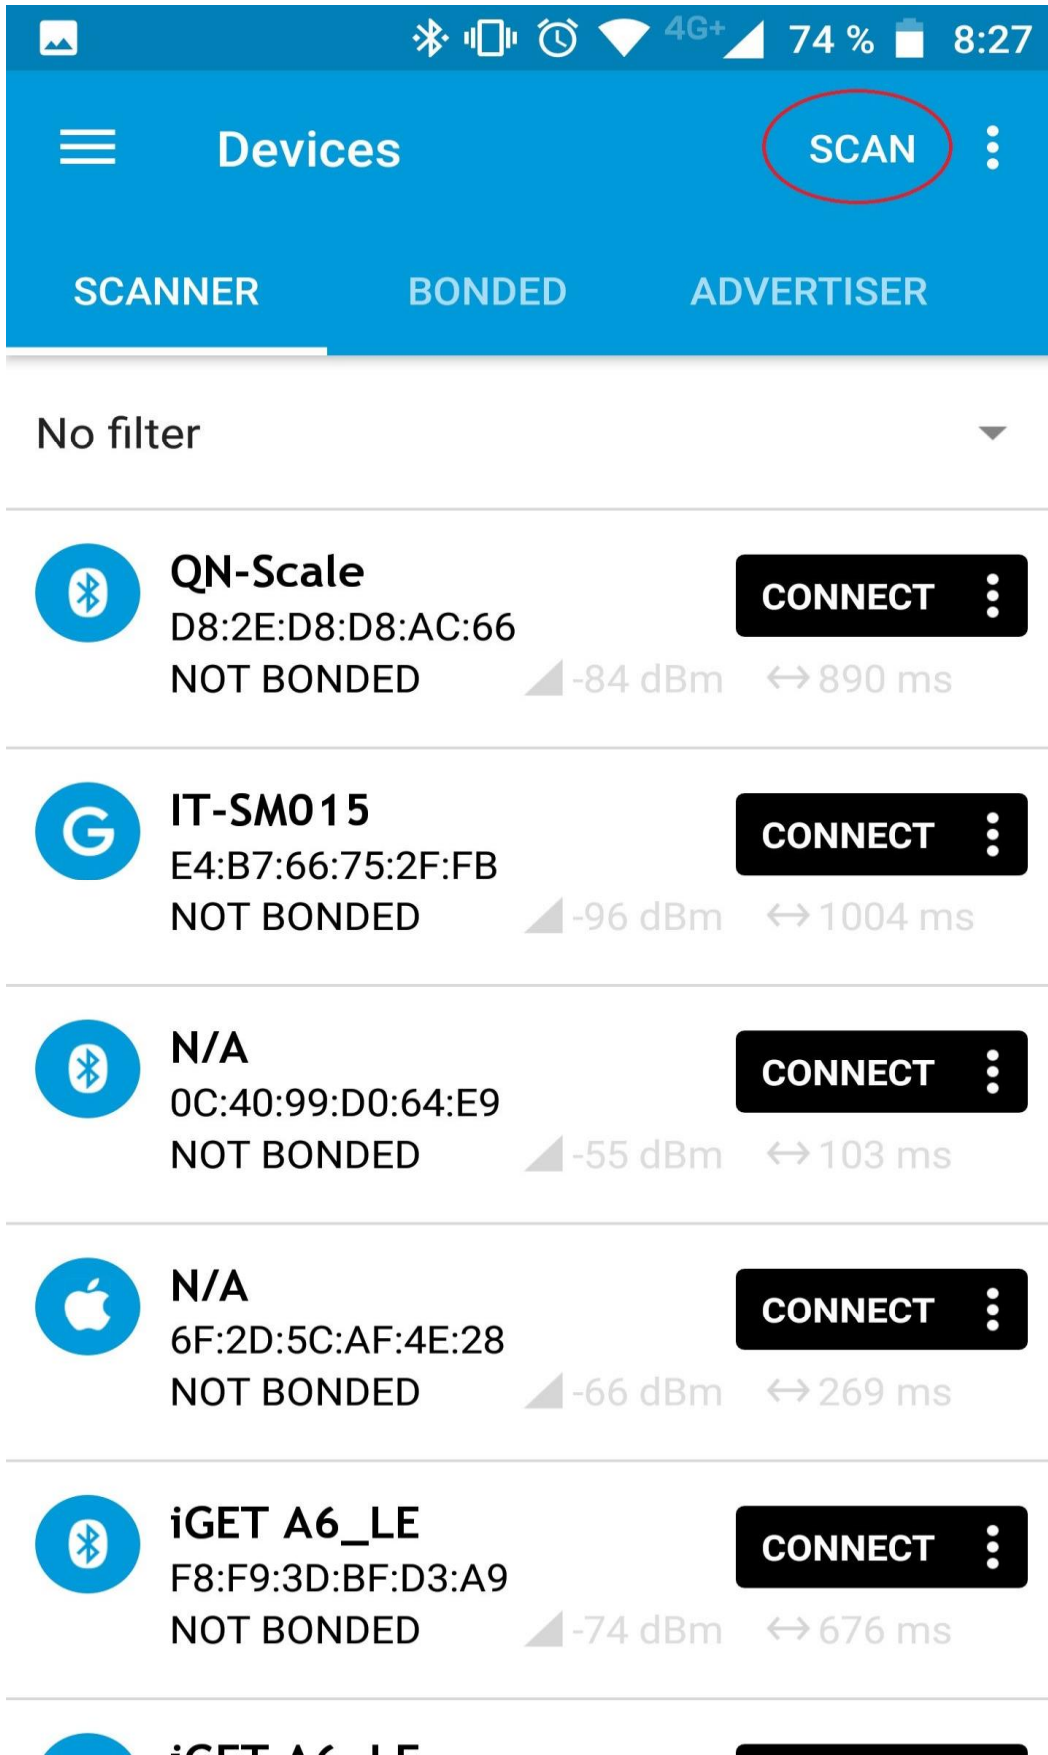 4G+ 74 % 8:27
Devices SCAN
SCANNER BONDED ADVERTISER
No filter
QN-Scale
CONNECT
D8:2E:D8:D8:AC:66
NOT BONDED -84 dBm ↔ 890 ms
IT-SM015
CONNECT
E4:B7:66:75:2F:FB
NOT BONDED -96 dBm ↔ 1004 ms
N/A
CONNECT
0C:40:99:D0:64:E9
NOT BONDED -55 dBm ↔ 103 ms
N/A
CONNECT
6F:2D:5C:AF:4E:28
NOT BONDED -66 dBm ↔ 269 ms
iGET A6_LE
CONNECT
F8:F9:3D:BF:D3:A9
NOT BONDED -74 dBm ↔ 676 ms
iGET A6_LE